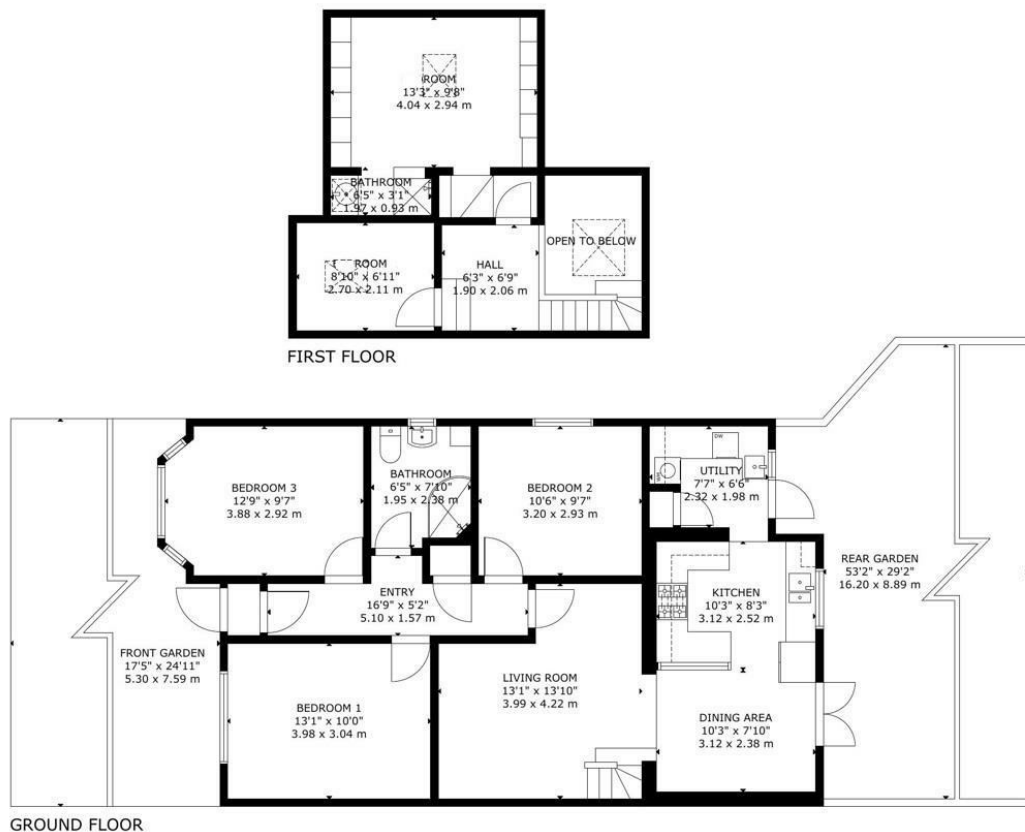 ROOM
13'3" x 9'8"
4.04 x 2.94 m
BATHROOM
6'5" x 3'1"
1.97 x 0.93 m
ROOM
8'10" x 6'11"
2.70 x 2.11 m
HALL
6'3" x 6'9"
1.90 x 2.06 m
OPEN TO BELOW
FIRST FLOOR
BEDROOM 3
12'9" x 9'7"
3.88 x 2.92 m
BATHROOM
6'5" x 7'10"
1.95 x 2.38 m
BEDROOM 2
10'6" x 9'7"
3.20 x 2.93 m
DW
UTILITY
7'7" x 6'6"
2.32 x 1.98 m
REAR GARDEN
53'2" x 29'2"
16.20 x 8.89 m
ENTRY
16'9" x 5'2"
5.10 x 1.57 m
KITCHEN
10'3" x 8'3"
3.12 x 2.52 m
FRONT GARDEN
17'5" x 24'11"
5.30 x 7.59 m
BEDROOM 1
13'1" x 10'0"
3.98 x 3.04 m
LIVING ROOM
13'1" x 13'10"
3.99 x 4.22 m
DINING AREA
10'3" x 7'10"
3.12 x 2.38 m
GROUND FLOOR